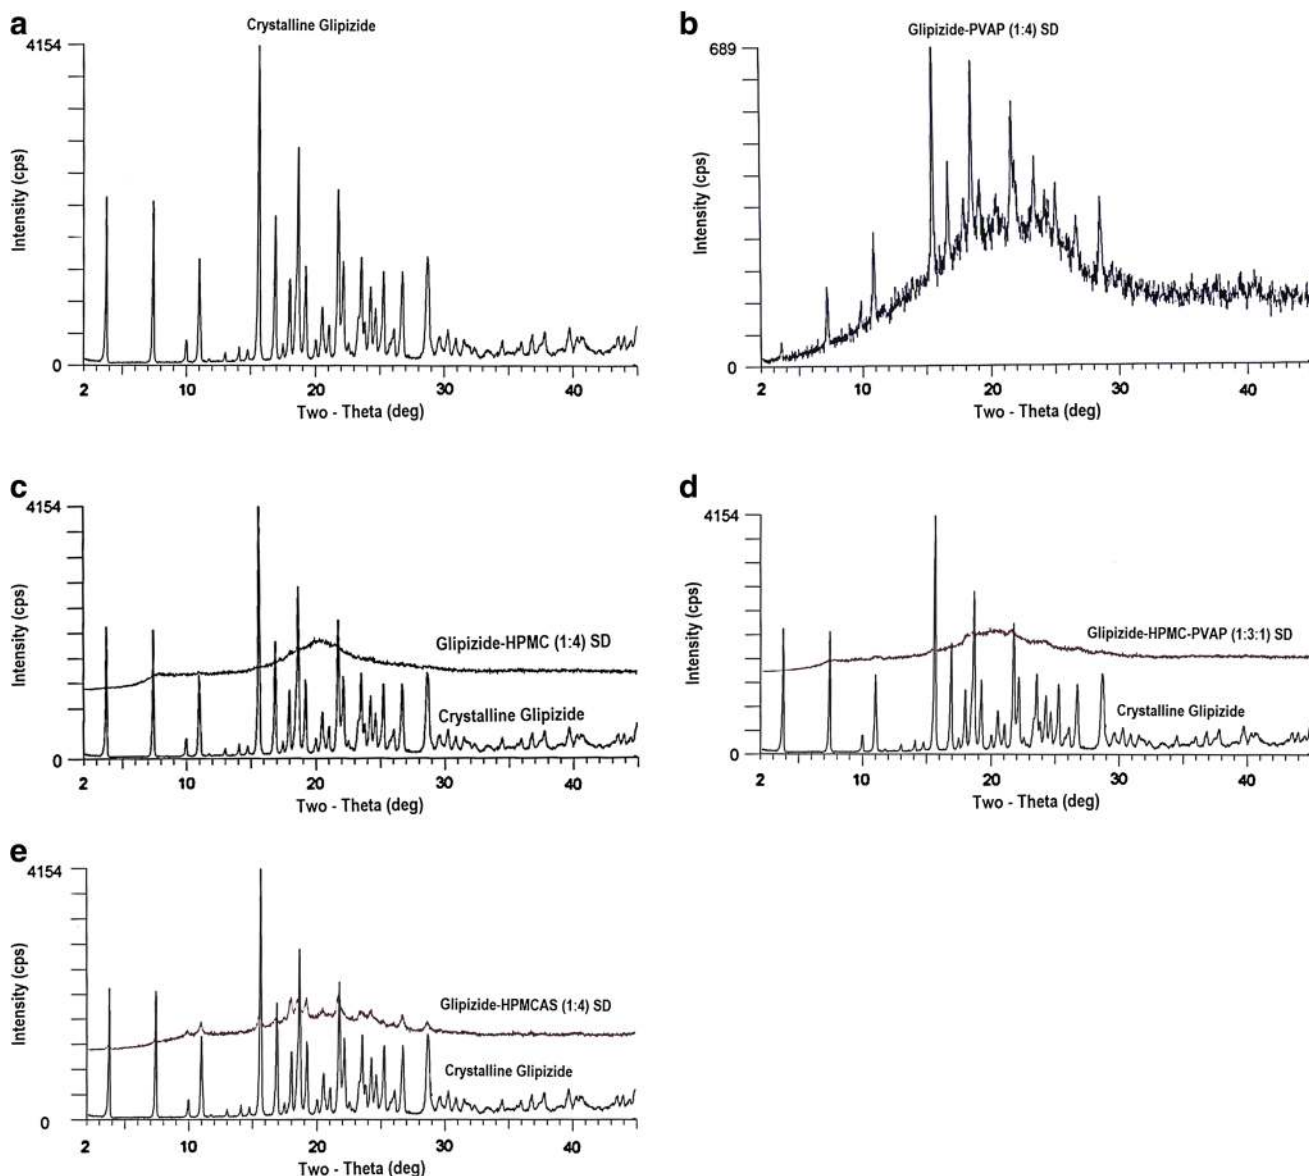 a
Crystalline Glipizide
4154
Intensity (cps)
0
2 10 20 30 40
Two - Theta (deg)
b
Glipizide-PVAP (1:4) SD
689
Intensity (cps)
0
2 10 20 30 40
Two - Theta (deg)
c
4154
Intensity (cps)
Glipizide-HPMC (1:4) SD
Crystalline Glipizide
0
2 10 20 30 40
Two - Theta (deg)
d
4154
Intensity (cps)
Glipizide-HPMC-PVAP (1:3:1) SD
Crystalline Glipizide
0
2 10 20 30 40
Two - Theta (deg)
e
4154
Intensity (cps)
Glipizide-HPMCAS (1:4) SD
Crystalline Glipizide
0
2 10 20 30 40
Two - Theta (deg)